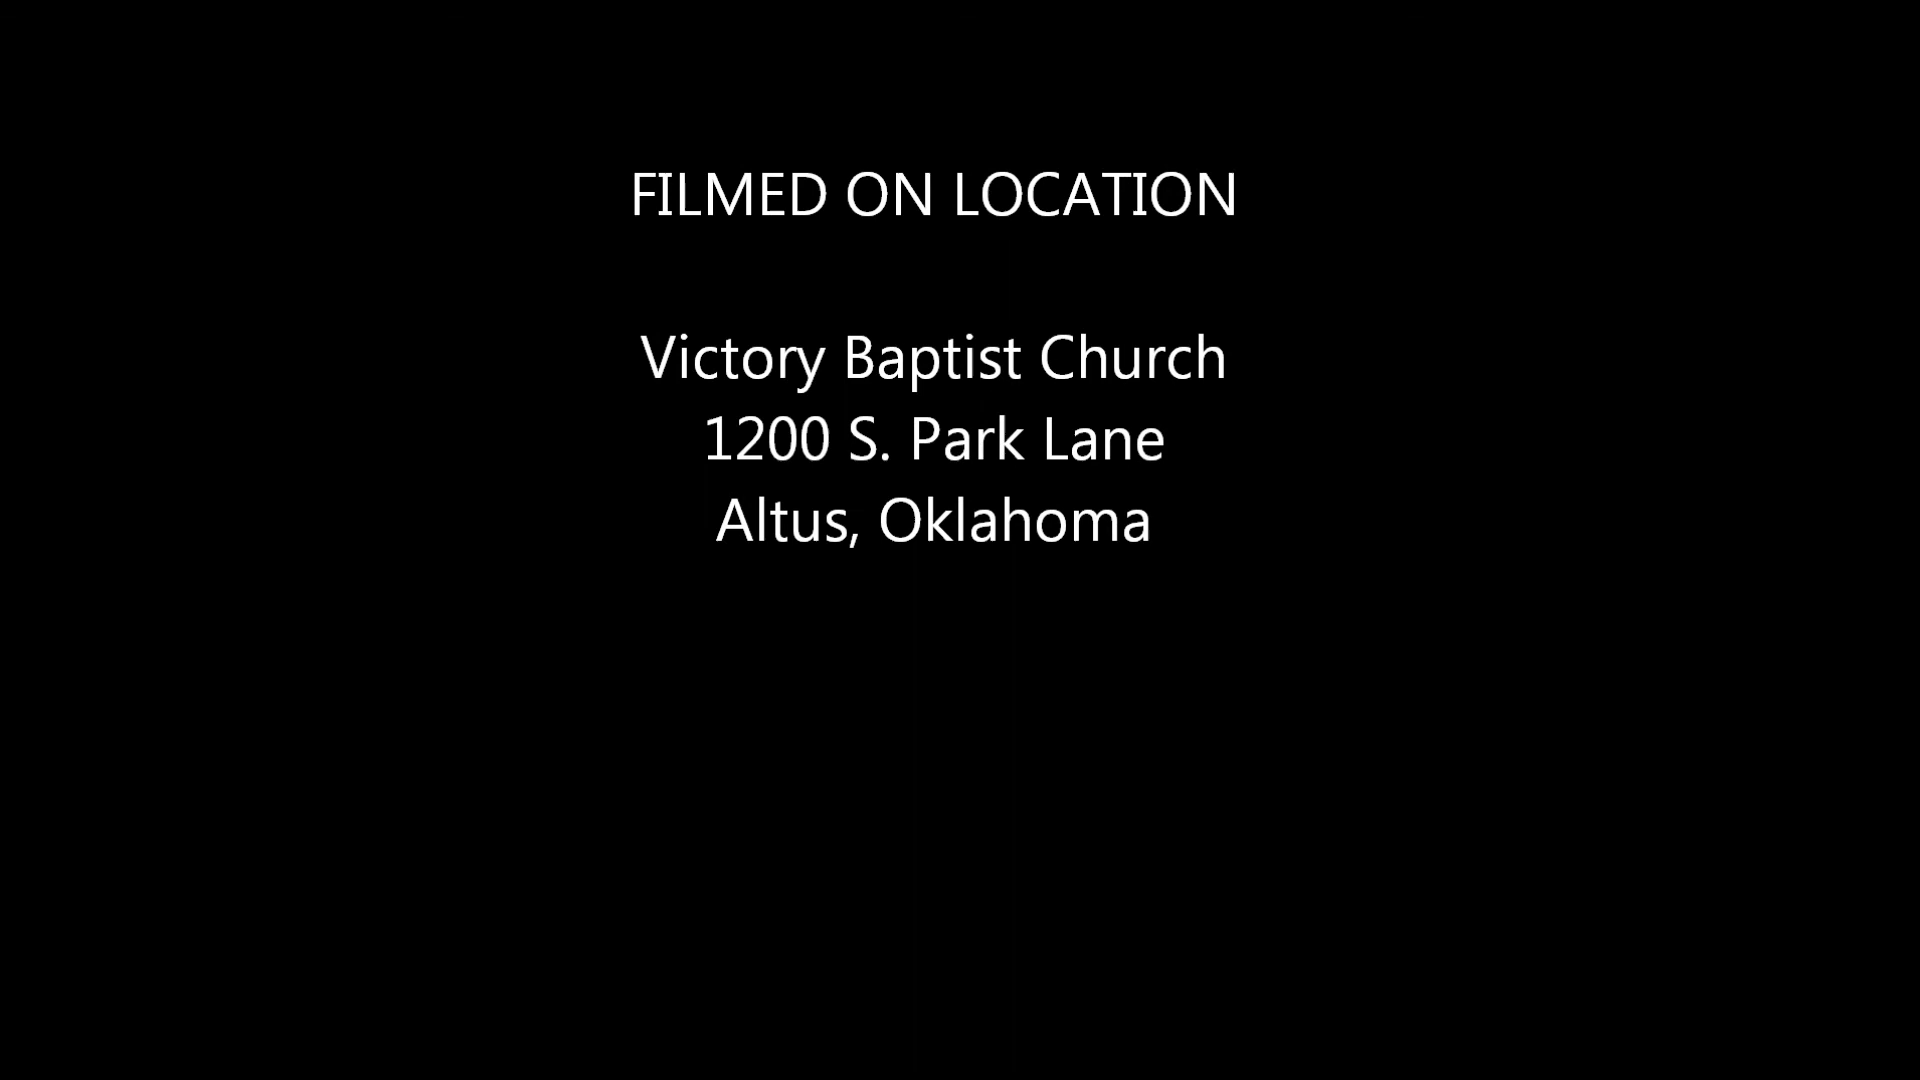 FILMED ON LOCATION
Victory Baptist Church
1200 S. Park Lane
Altus, Oklahoma